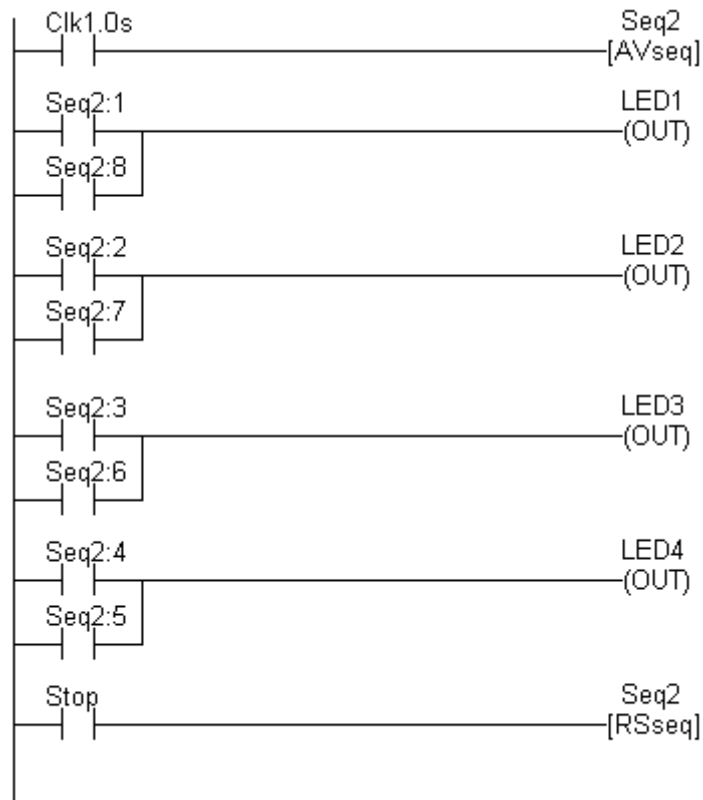 Clk1.0s Seq2
[AVseq]
Seq2:1 LED1
(OUT)
Seq2:8
Seq2:2 LED2
(OUT)
Seq2:7
Seq2:3 LED3
(OUT)
Seq2:6
Seq2:4 LED4
(OUT)
Seq2:5
Stop Seq2
[RSseq]